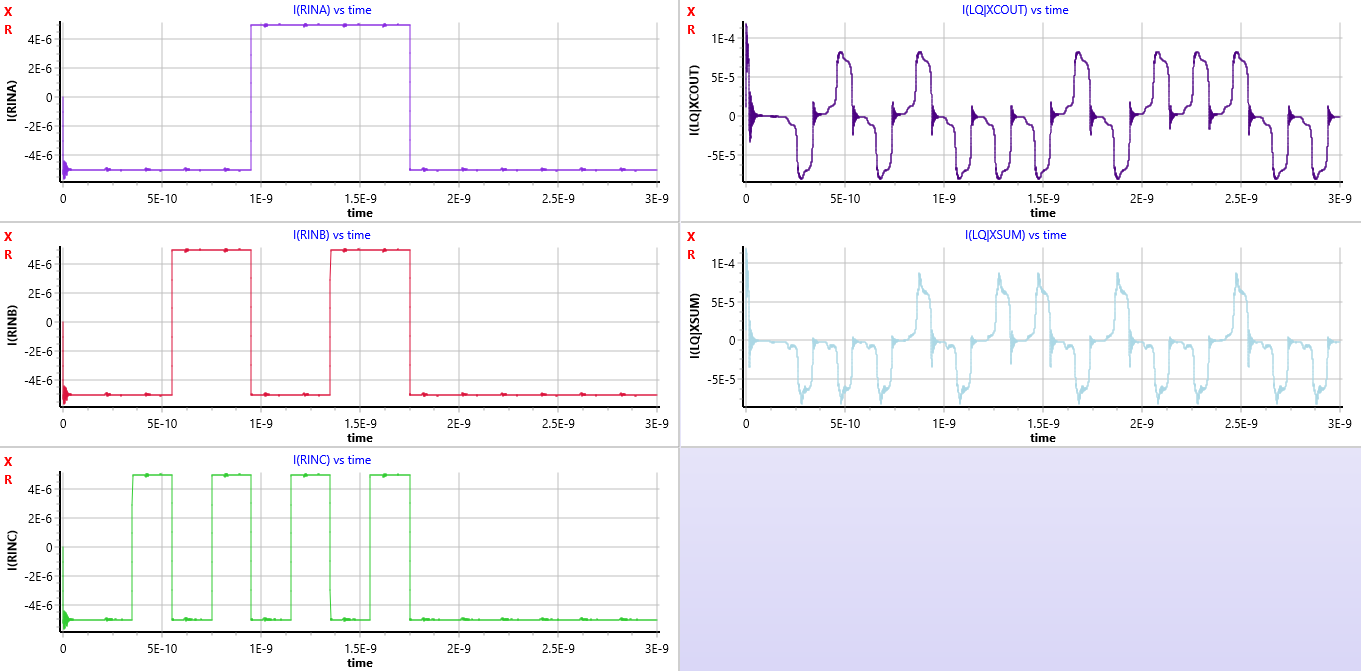 X
R
I(RINA) vs time
I(RINA)
4E-6
2E-6
0
-2E-6
-4E-6
0 5E-10 1E-9 1.5E-9 2E-9 2.5E-9 3E-9
time
X
R
I(LQ|XCOUT) vs time
I(LQ|XCOUT)
1E-4
5E-5
0
-5E-5
0 5E-10 1E-9 1.5E-9 2E-9 2.5E-9 3E-9
time
X
R
I(RINB) vs time
I(RINB)
4E-6
2E-6
0
-2E-6
-4E-6
0 5E-10 1E-9 1.5E-9 2E-9 2.5E-9 3E-9
time
X
R
I(LQ|XSUM) vs time
I(LQ|XSUM)
1E-4
5E-5
0
-5E-5
0 5E-10 1E-9 1.5E-9 2E-9 2.5E-9 3E-9
time
X
R
I(RINC) vs time
I(RINC)
4E-6
2E-6
0
-2E-6
-4E-6
0 5E-10 1E-9 1.5E-9 2E-9 2.5E-9 3E-9
time